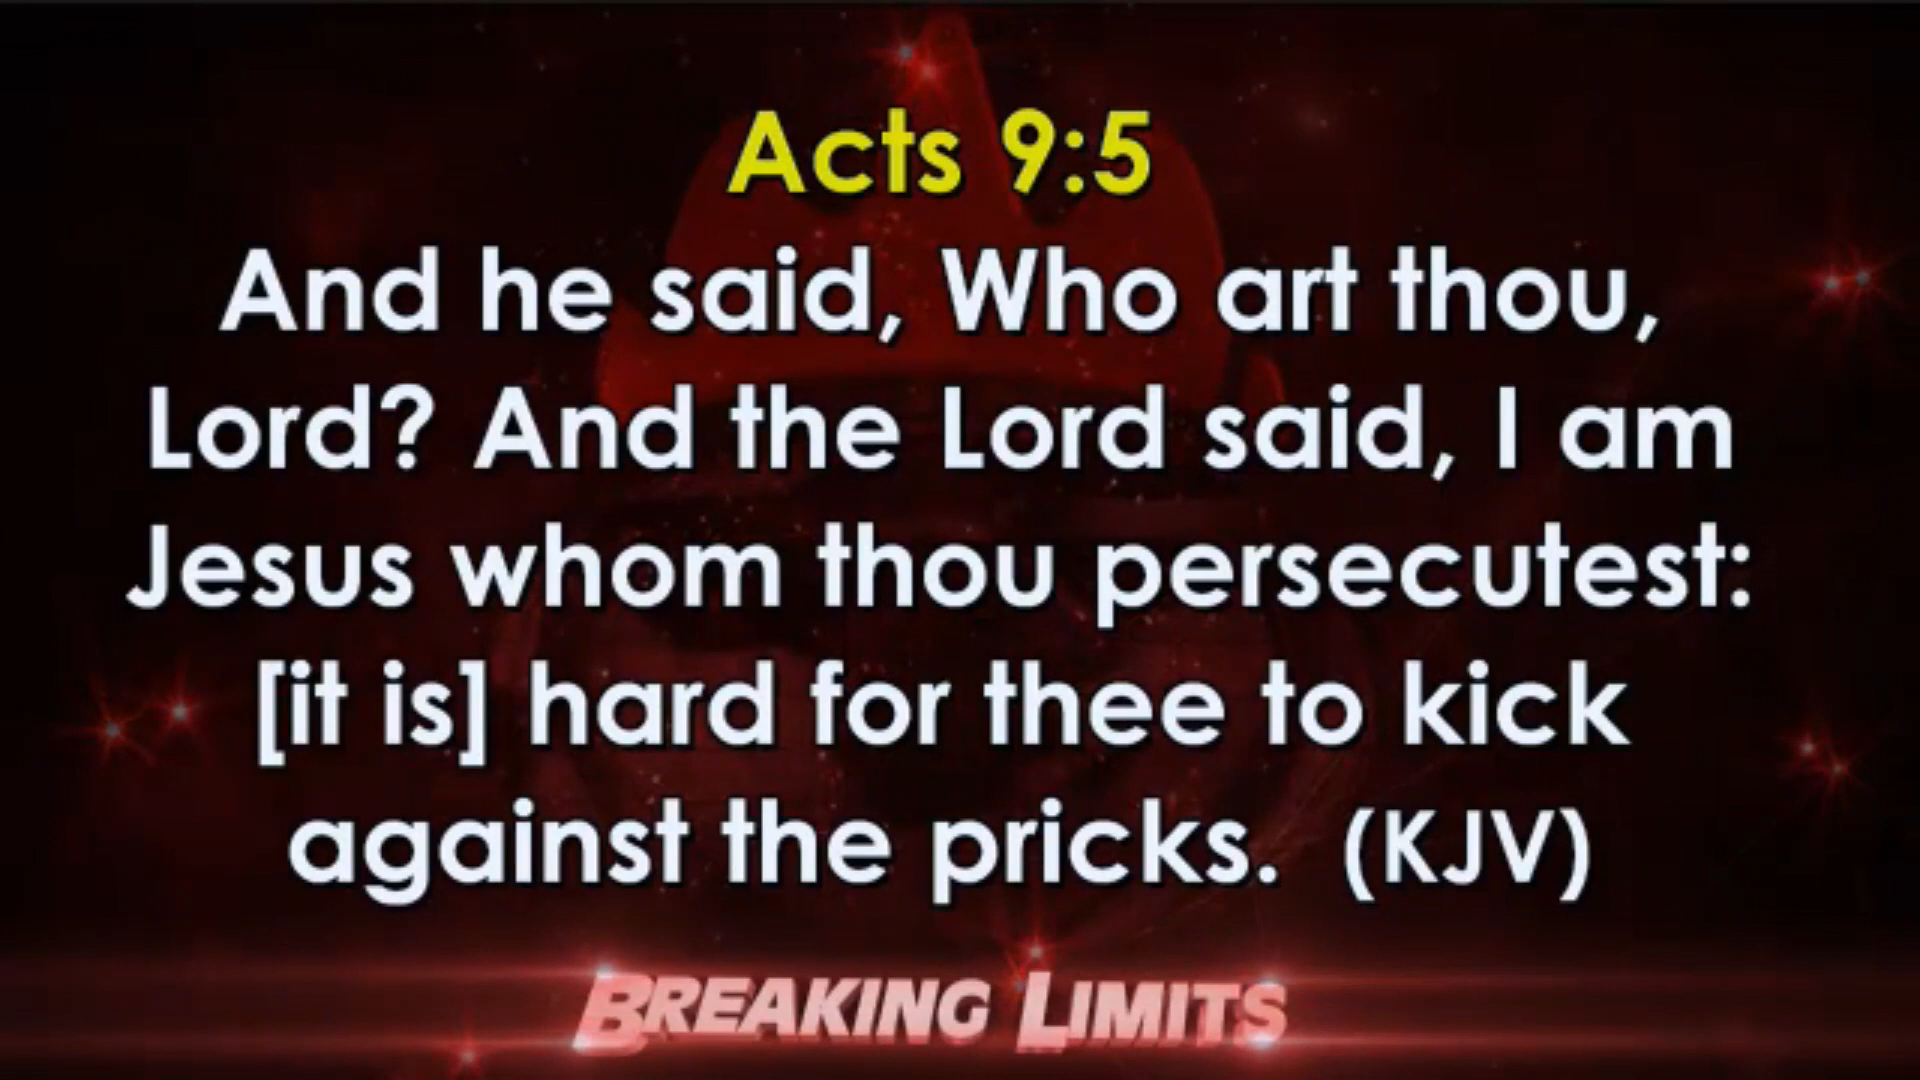 Acts 9:5
And he said, Who art thou,
Lord? And the Lord said, I am
Jesus whom thou persecutest:
[it is] hard for thee to kick
against the pricks. (KJV)
BREAKING LIMITS